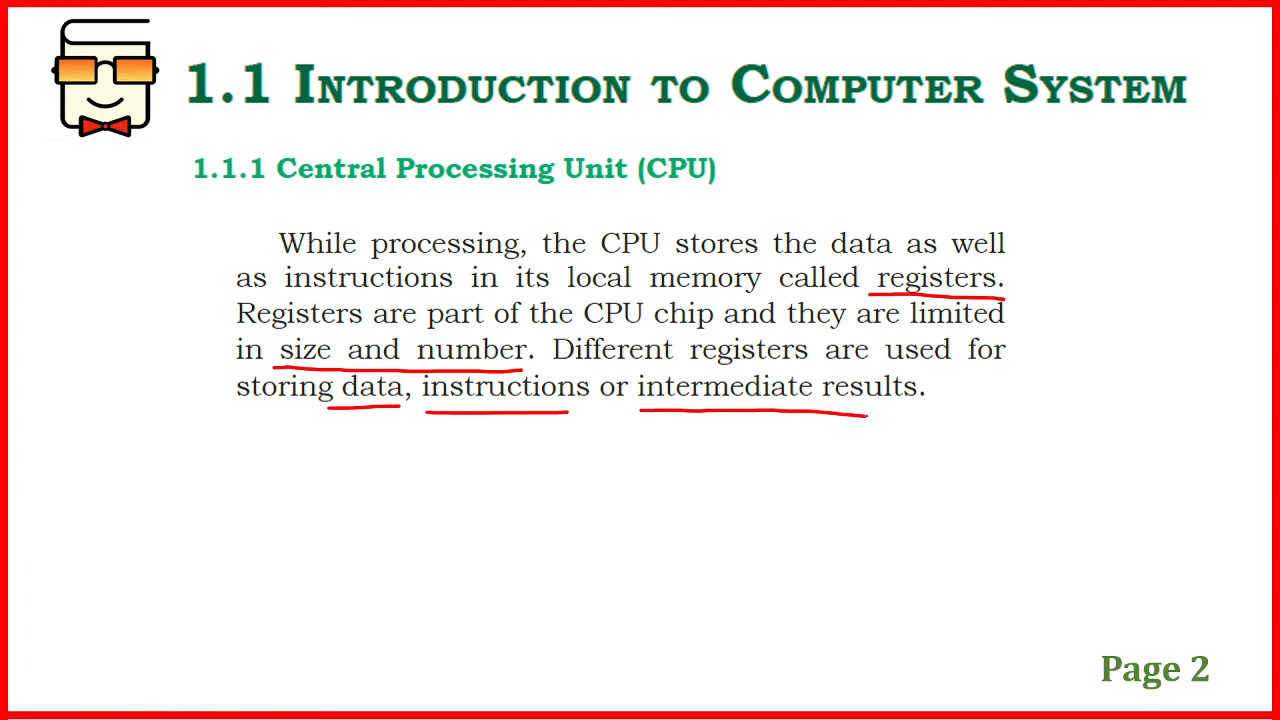 1.1 Introduction to Computer System
1.1.1 Central Processing Unit (CPU)
While processing, the CPU stores the data as well
as instructions in its local memory called registers.
Registers are part of the CPU chip and they are limited
in size and number. Different registers are used for
storing data, instructions or intermediate results.
Page 2